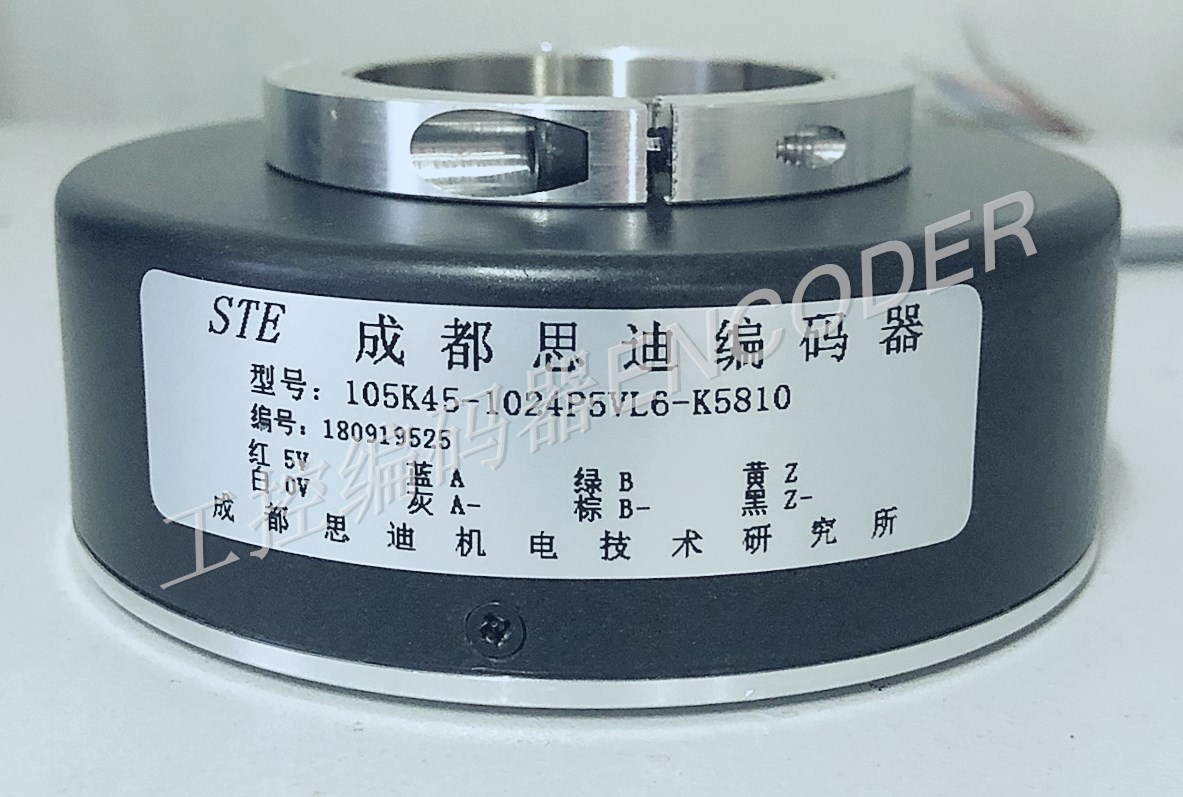 STE 成都思迪编码器
型号：105K45-1024P5VL6-K5810
编号：180919525
红 5V 蓝 A 绿 B 黄 Z
白 0V 灰 A- 棕 B- 黑 Z-
成都思迪机电技术研究所
工控编码器ENCODER